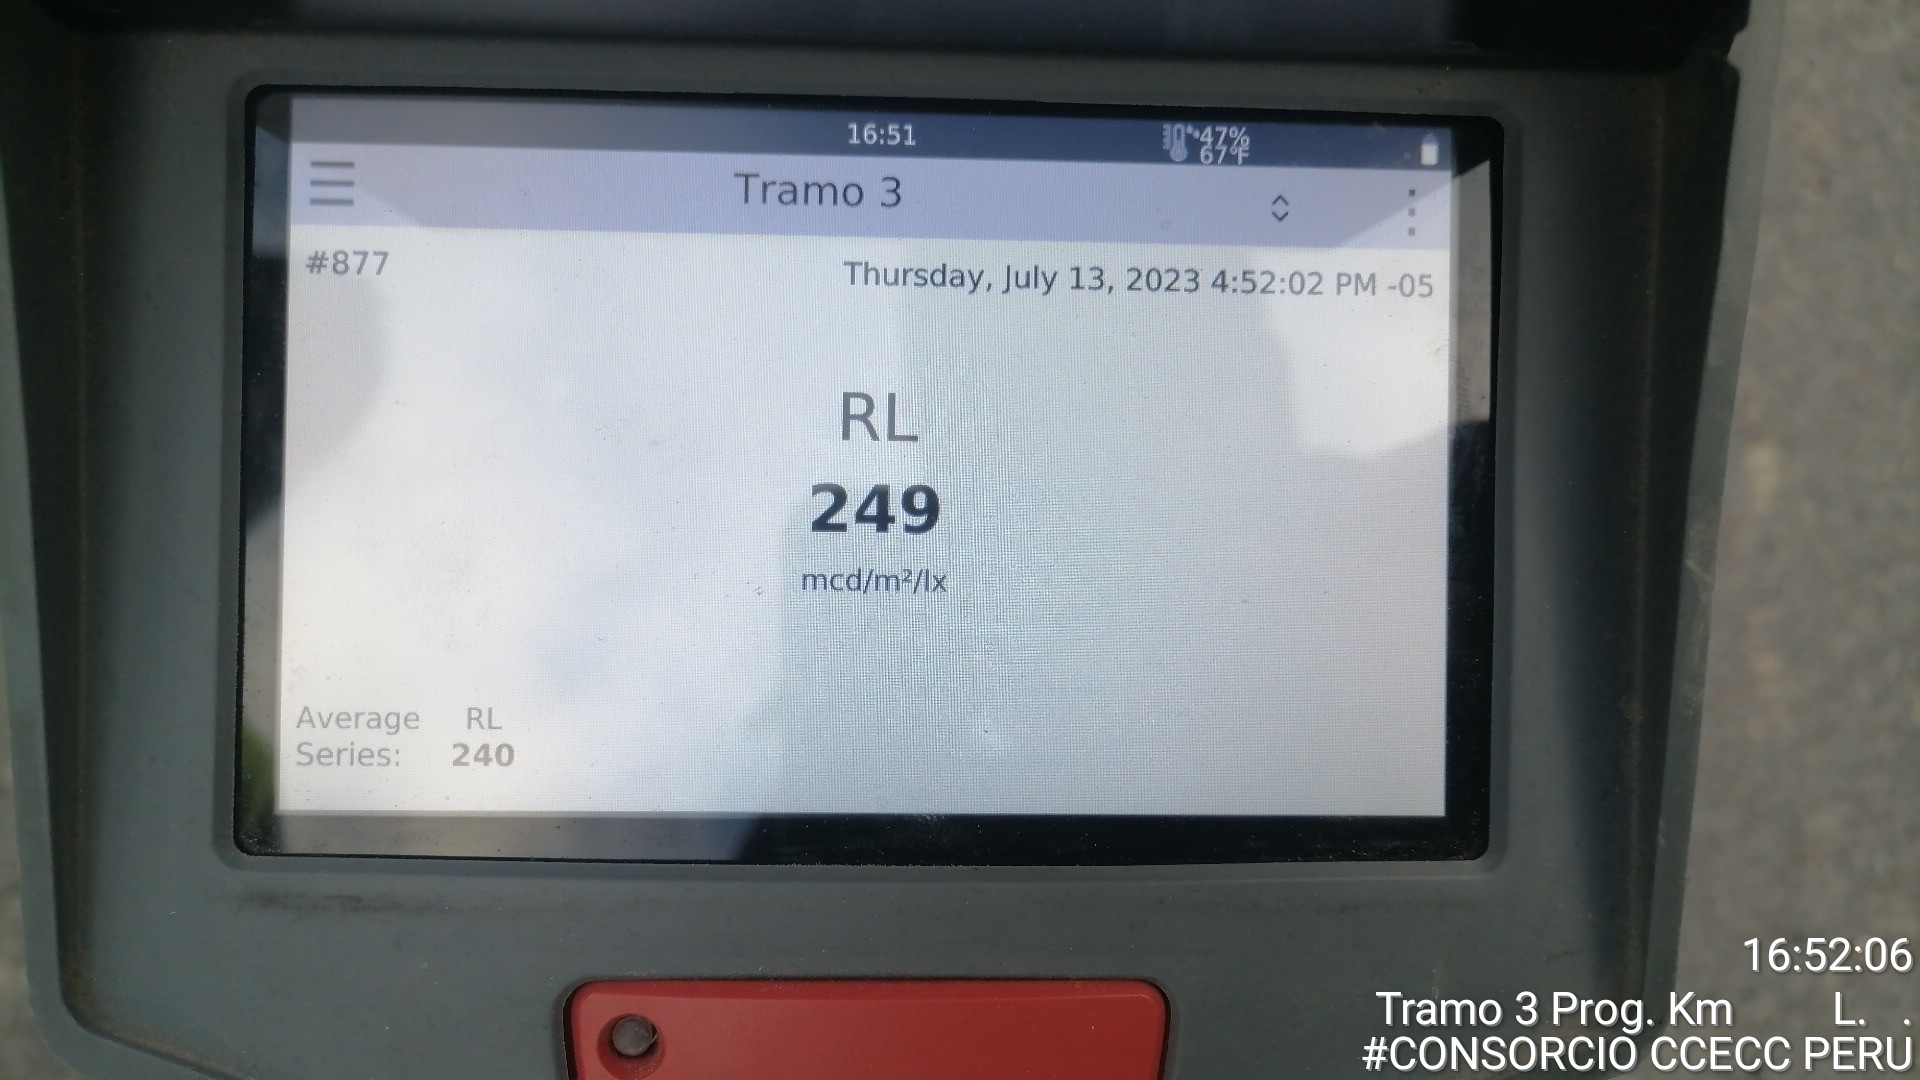 16:51
47%
67°F
Tramo 3
#877
Thursday, July 13, 2023 4:52:02 PM -05
RL
249
mcd/m²/lx
Average RL
Series: 240
16:52:06
Tramo 3 Prog. Km L. .
#CONSORCIO CCECC PERU